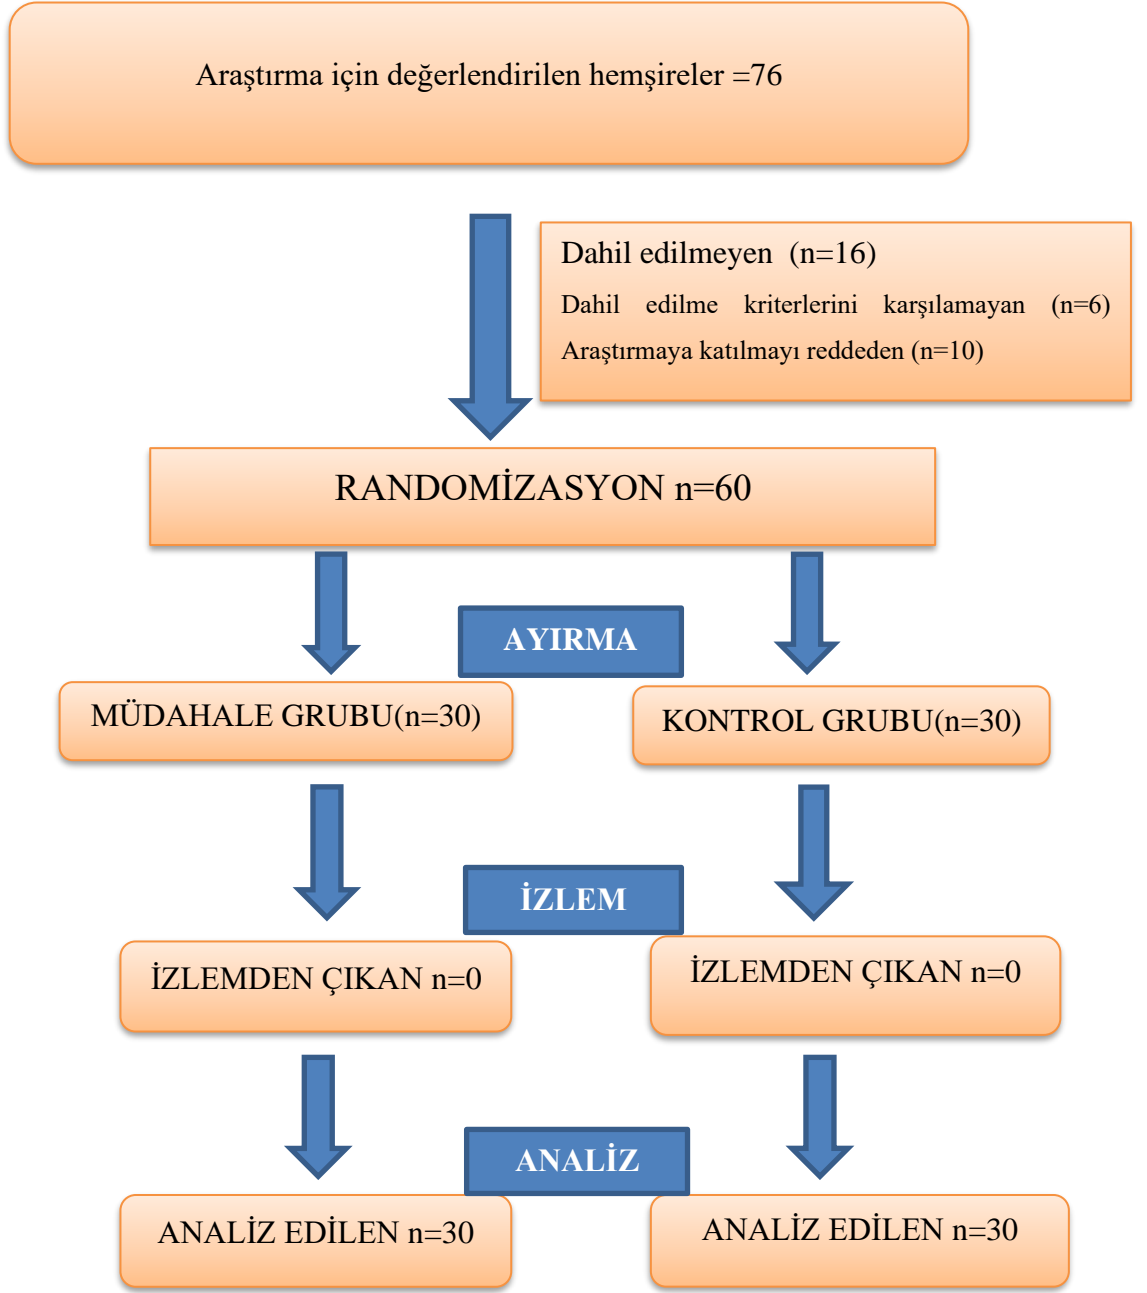 Araştırma için değerlendirilen hemşireler =76
Dahil edilmeyen (n=16)
Dahil edilme kriterlerini karşılamayan (n=6)
Araştırmaya katılmayı reddeden (n=10)
RANDOMİZASYON n=60
AYIRMA
MÜDAHALE GRUBU(n=30)
KONTROL GRUBU(n=30)
İZLEM
İZLEMDEN ÇIKAN n=0
İZLEMDEN ÇIKAN n=0
ANALİZ
ANALİZ EDİLEN n=30
ANALİZ EDİLEN n=30